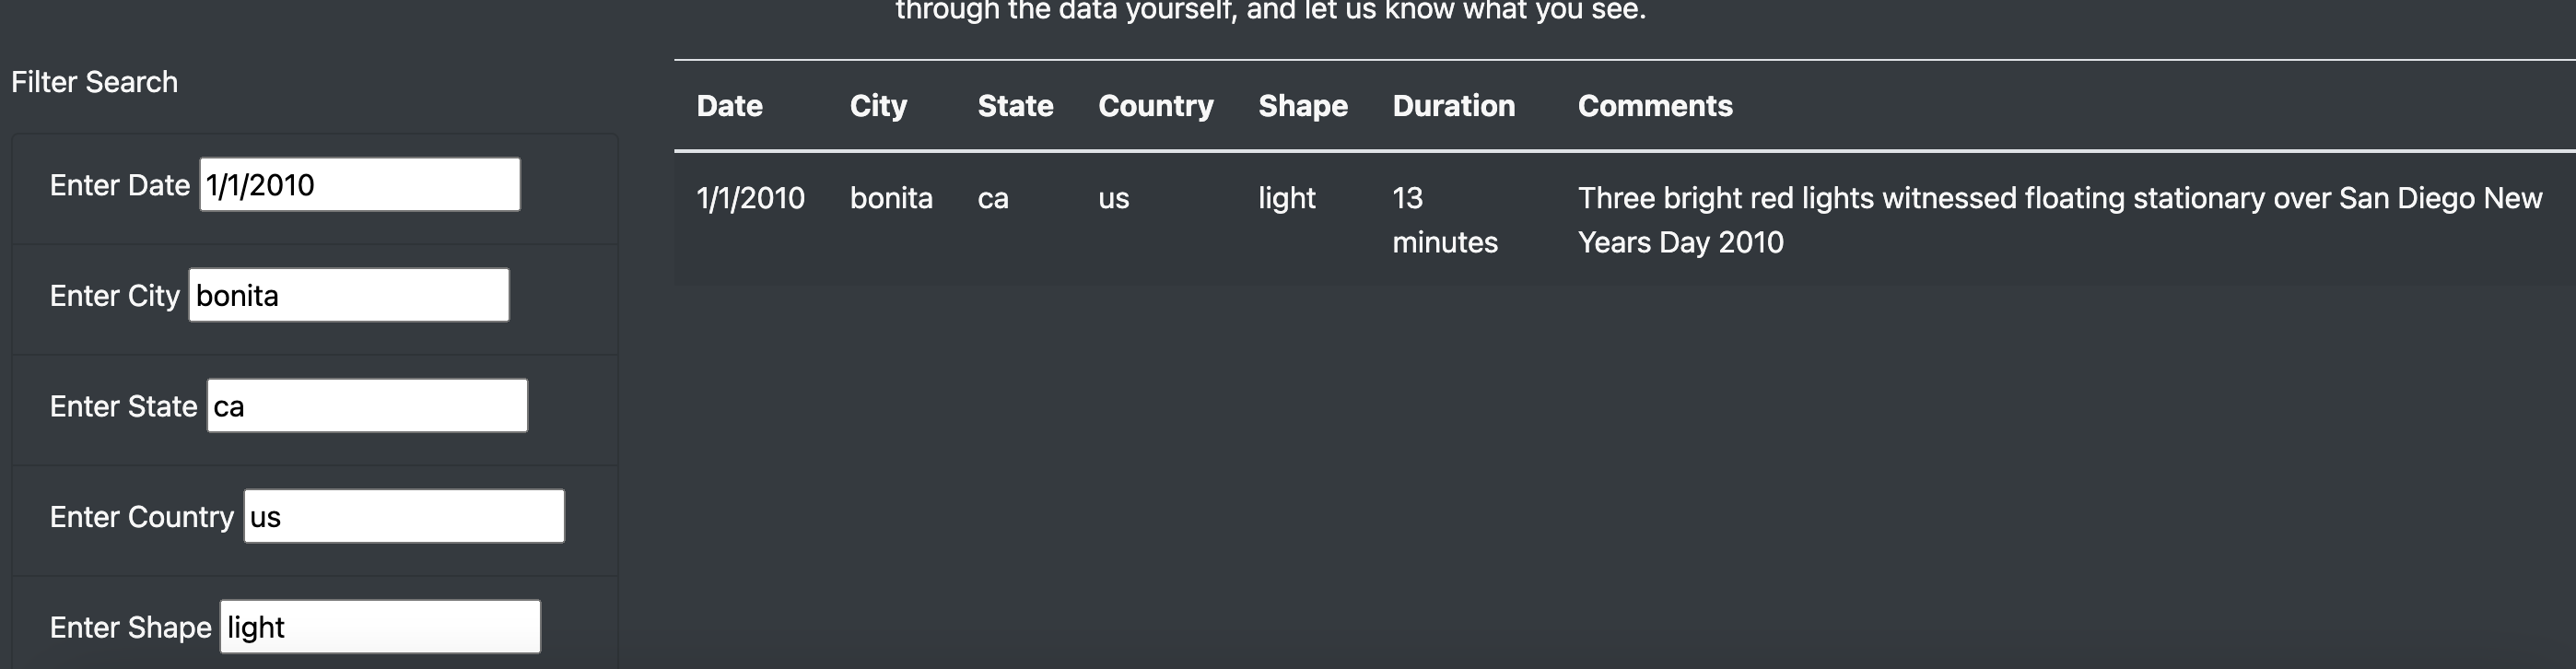 through the data yourself, and let us know what you see.
Filter Search
Enter Date 1/1/2010
Enter City bonita
Enter State ca
Enter Country us
Enter Shape light
Date City State Country Shape Duration Comments
1/1/2010 bonita ca us light 13 Three bright red lights witnessed floating stationary over San Diego New
minutes Years Day 2010